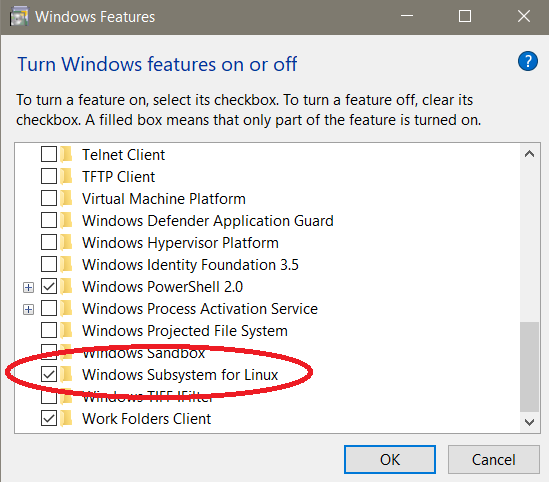 Windows Features
Turn Windows features on or off
?
To turn a feature on, select its checkbox. To turn a feature off, clear its
checkbox. A filled box means that only part of the feature is turned on.
Telnet Client
TFTP Client
Virtual Machine Platform
Windows Defender Application Guard
Windows Hypervisor Platform
Windows Identity Foundation 3.5
Windows PowerShell 2.0
Windows Process Activation Service
Windows Projected File System
Windows Sandbox
Windows Subsystem for Linux
Windows TIFF IFilter
Work Folders Client
OK
Cancel